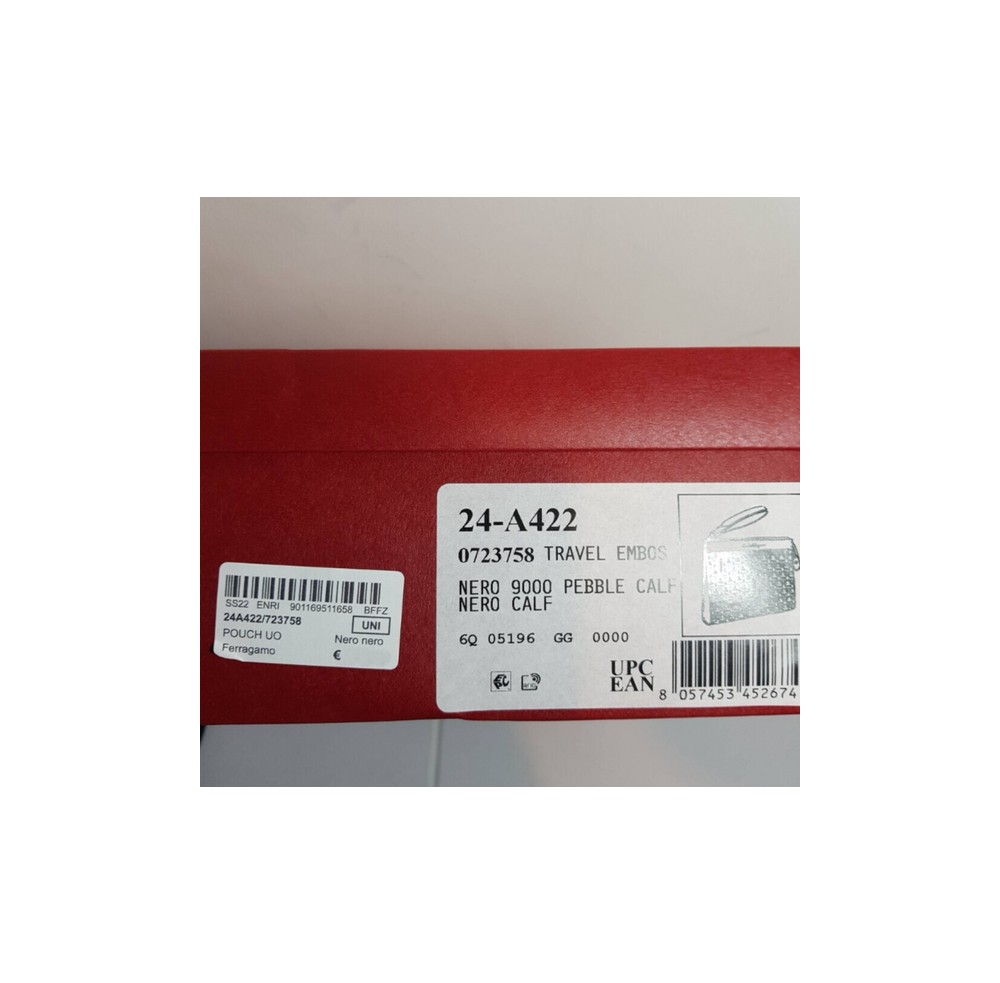 SS22 ENRI 901169511658 BFFZ
24A422/723758 UNI
POUCH UO Nero nero
Ferragamo €
24-A422
0723758 TRAVEL EMBOS
NERO 9000 PEBBLE CALF
NERO CALF
6Q 05196 GG 0000
UPC
EAN
8 057453 452674